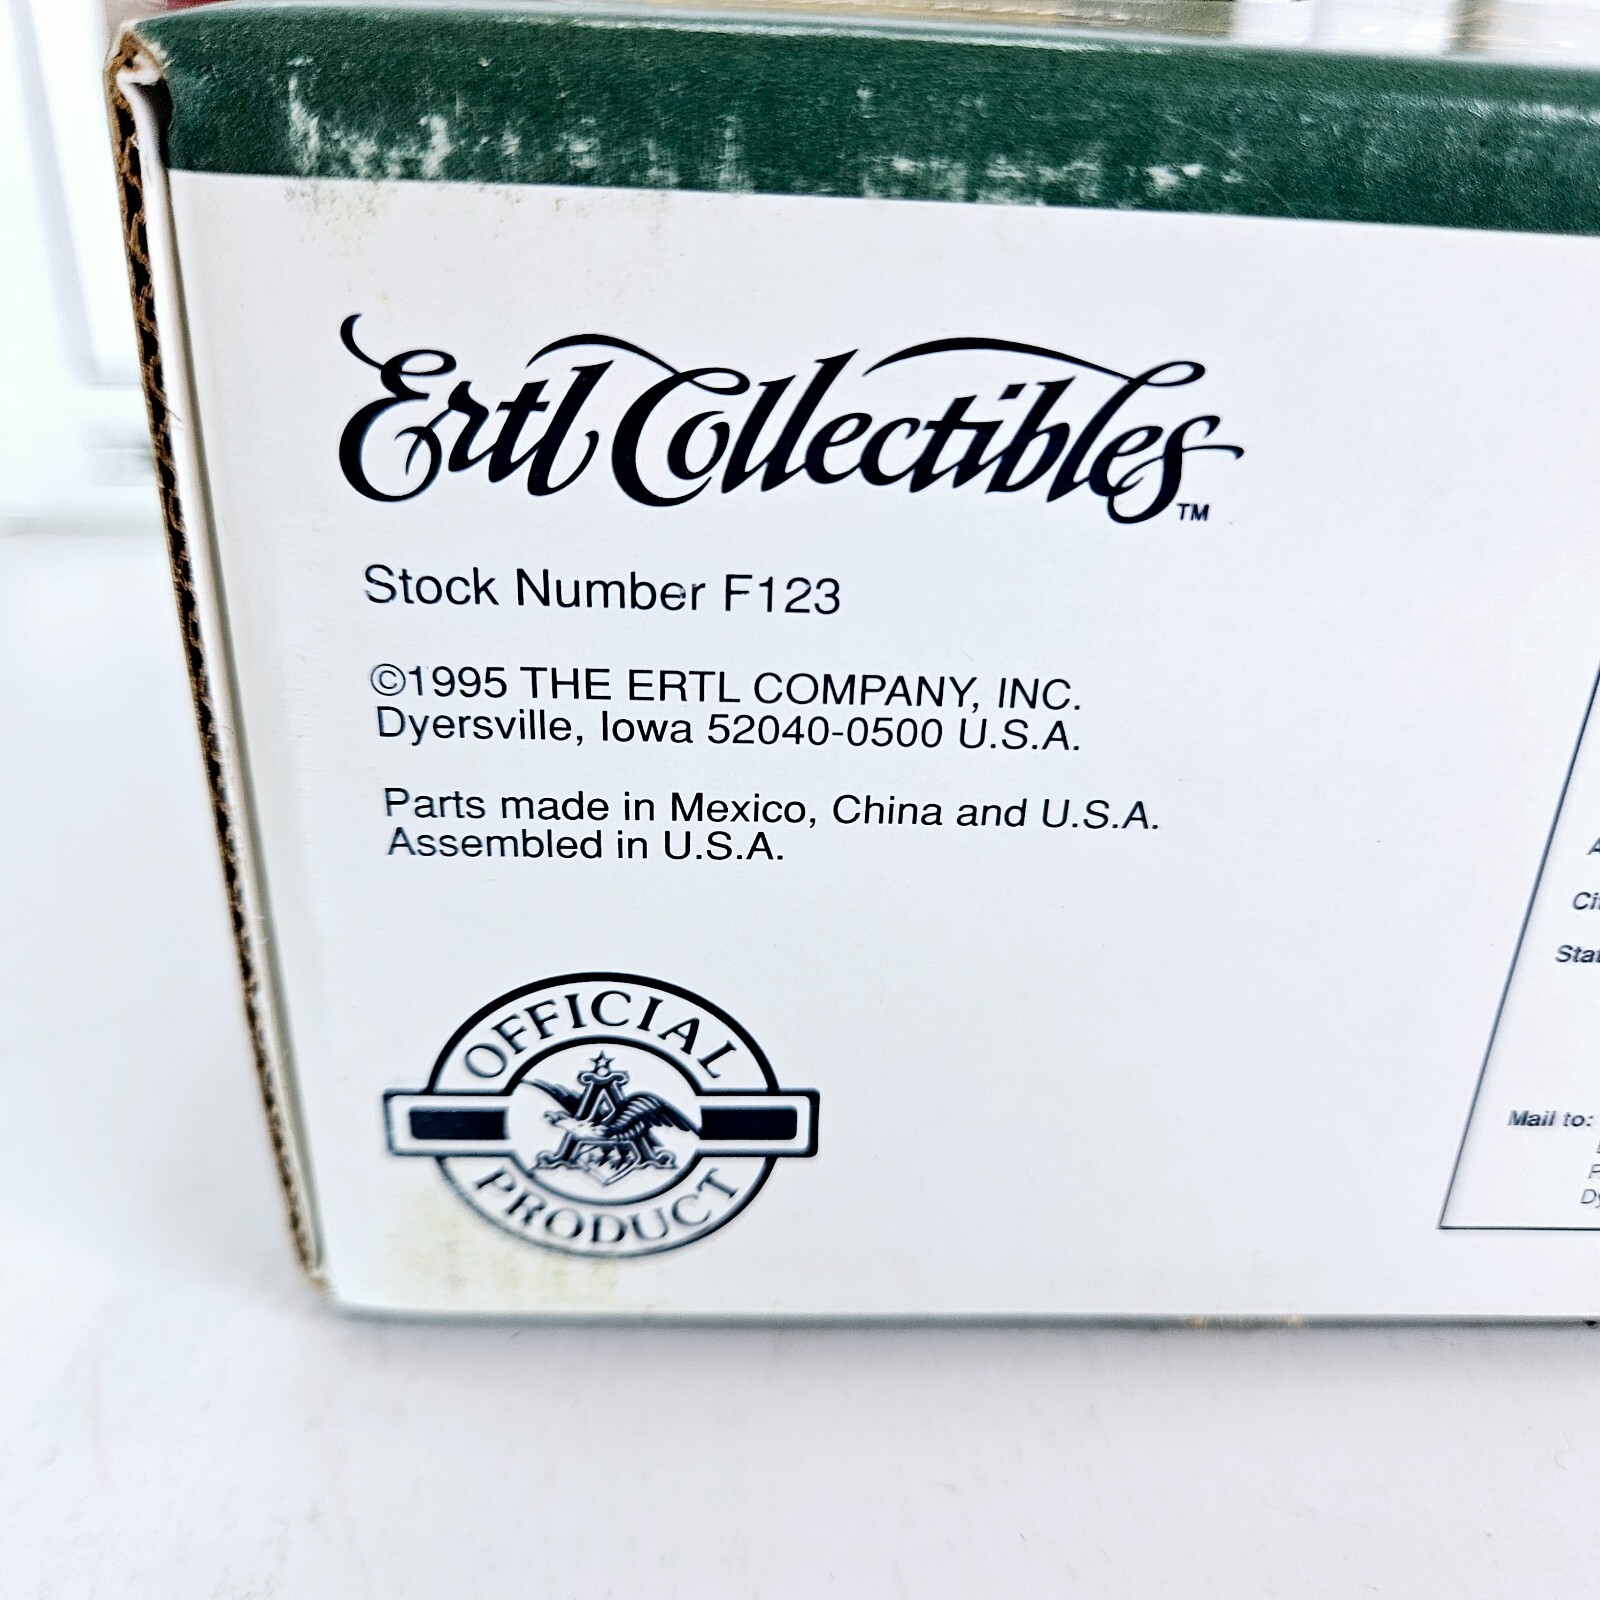 Ertl Collectibles™
Stock Number F123
©1995 THE ERTL COMPANY, INC.
Dyersville, Iowa 52040-0500 U.S.A.
Parts made in Mexico, China and U.S.A.
Assembled in U.S.A.
OFFICIAL
A
PRODUCT
Mail to: